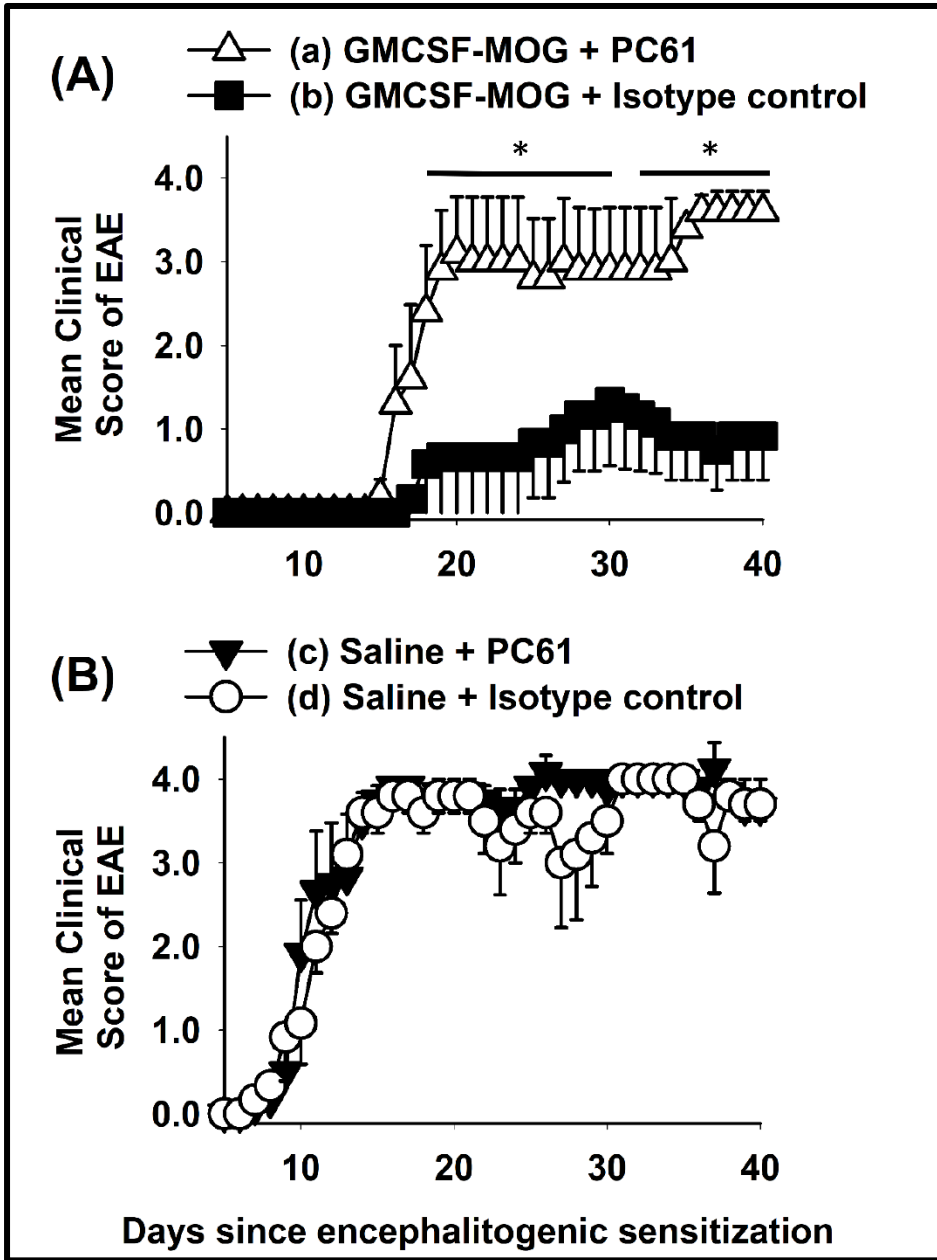 (A)
(a) GMCSF-MOG + PC61
(b) GMCSF-MOG + Isotype control
* *
Mean Clinical
Score of EAE
4.0
3.0
2.0
1.0
0.0
10 20 30 40
(B)
(c) Saline + PC61
(d) Saline + Isotype control
Mean Clinical
Score of EAE
4.0
3.0
2.0
1.0
0.0
10 20 30 40
Days since encephalitogenic sensitization